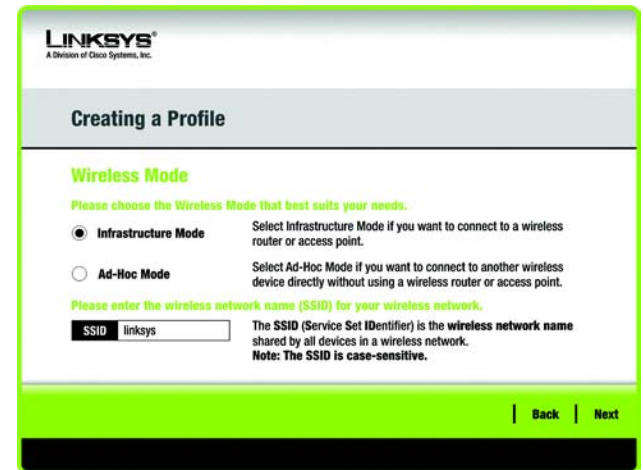 LINKSYS®
A Division of Cisco Systems, Inc.
Creating a Profile
Wireless Mode
Please choose the Wireless Mode that best suits your needs.
Infrastructure Mode
Select Infrastructure Mode if you want to connect to a wireless
router or access point.
Ad-Hoc Mode
Select Ad-Hoc Mode if you want to connect to another wireless
device directly without using a wireless router or access point.
Please enter the wireless network name (SSID) for your wireless network.
SSID linksys
The SSID (Service Set IDentifier) is the wireless network name
shared by all devices in a wireless network.
Note: The SSID is case-sensitive.
Back Next